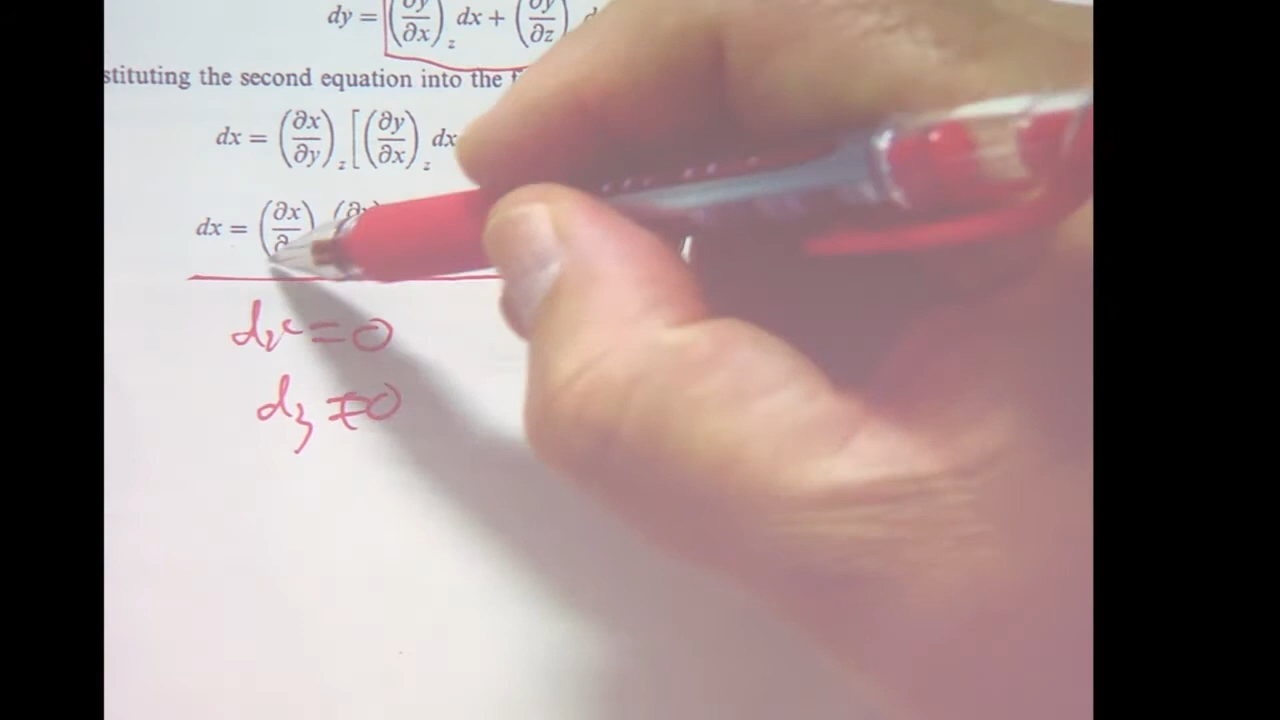 dy = (∂y/∂x)_z dx + (∂y/∂z)
stituting the second equation into the
dx = (∂x/∂y)_z [(∂y/∂x)_z dx
dx = (∂x/∂
dx = 0
dz ≠ 0